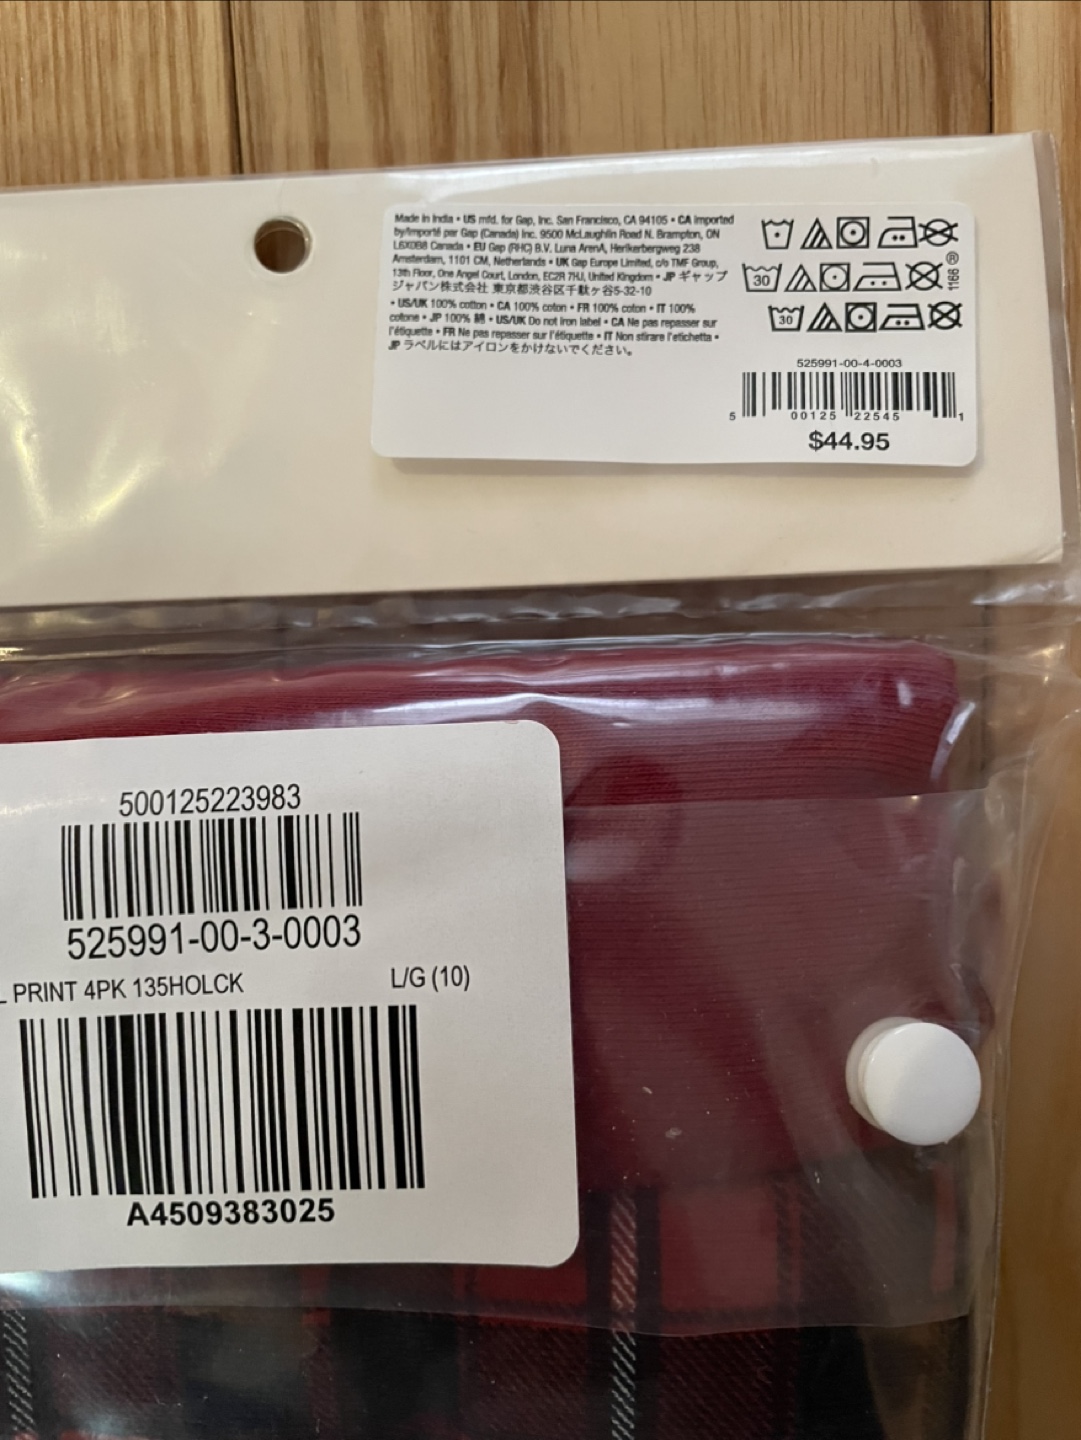 Made in India • US mfd. for Gap, Inc. San Francisco, CA 94105 • CA Imported
by/Importé par Gap (Canada) Inc. 9500 McLaughlin Road N. Brampton, ON
L6X0B8 Canada • EU Gap (RHC) B.V. Luna ArenA, Herikerbergweg 238
Amsterdam, 1101 CM, Netherlands • UK Gap Europe Limited, c/o TMF Group,
13th Floor, One Angel Court, London, EC2R 7HJ, United Kingdom • JP ギャップ
ジャパン株式会社 東京都渋谷区千駄ヶ谷5-32-10
• US/UK 100% cotton • CA 100% coton • FR 100% coton • IT 100%
cotone • JP 100% 綿 • US/UK Do not iron label • CA Ne pas repasser sur
l'étiquette • FR Ne pas repasser sur l'étiquette • IT Non stirare l'etichetta •
JP ラベルにはアイロンをかけないでください。
30
30
1166 ®
525991-00-4-0003
5 00125 22545 1
$44.95
500125223983
525991-00-3-0003
L PRINT 4PK 135HOLCK L/G (10)
A4509383025